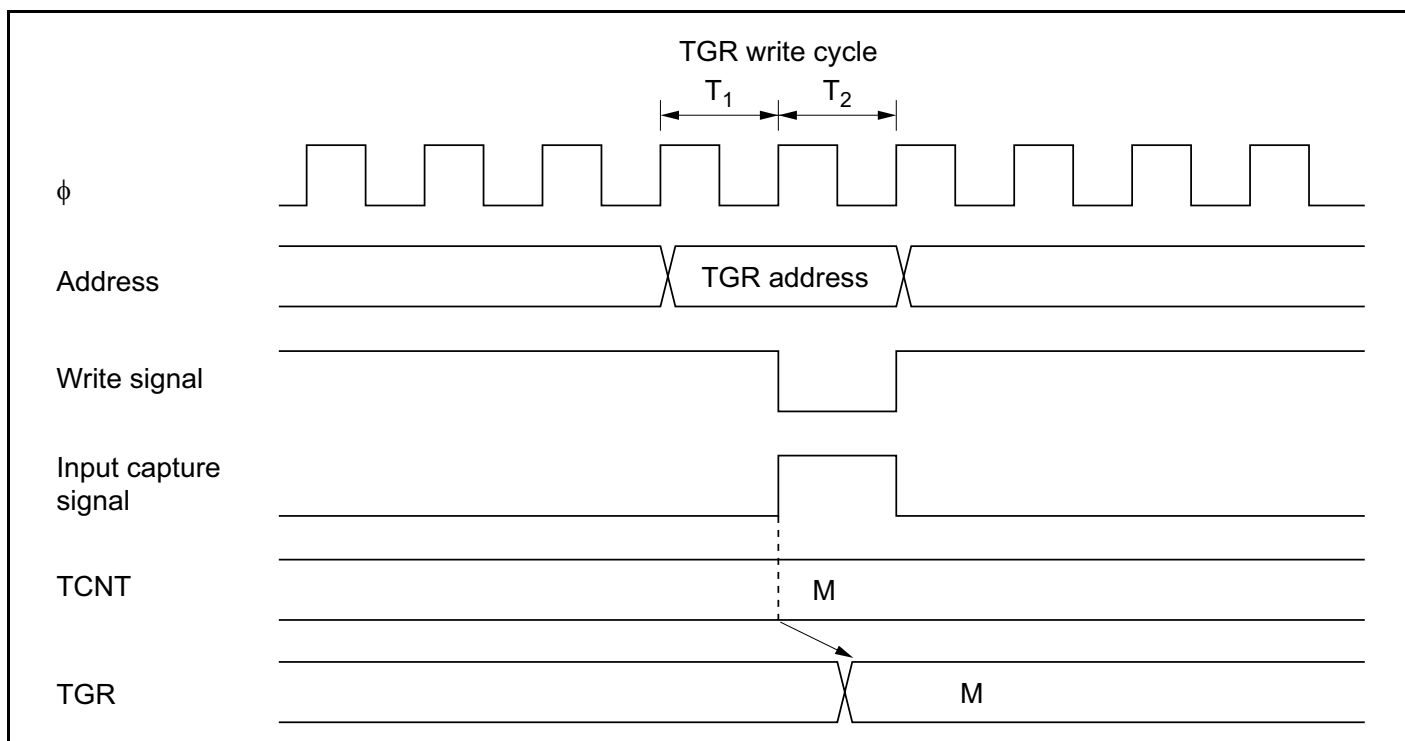 TGR write cycle
T1 T2
ϕ
Address
TGR address
Write signal
Input capture
signal
TCNT
M
TGR
M